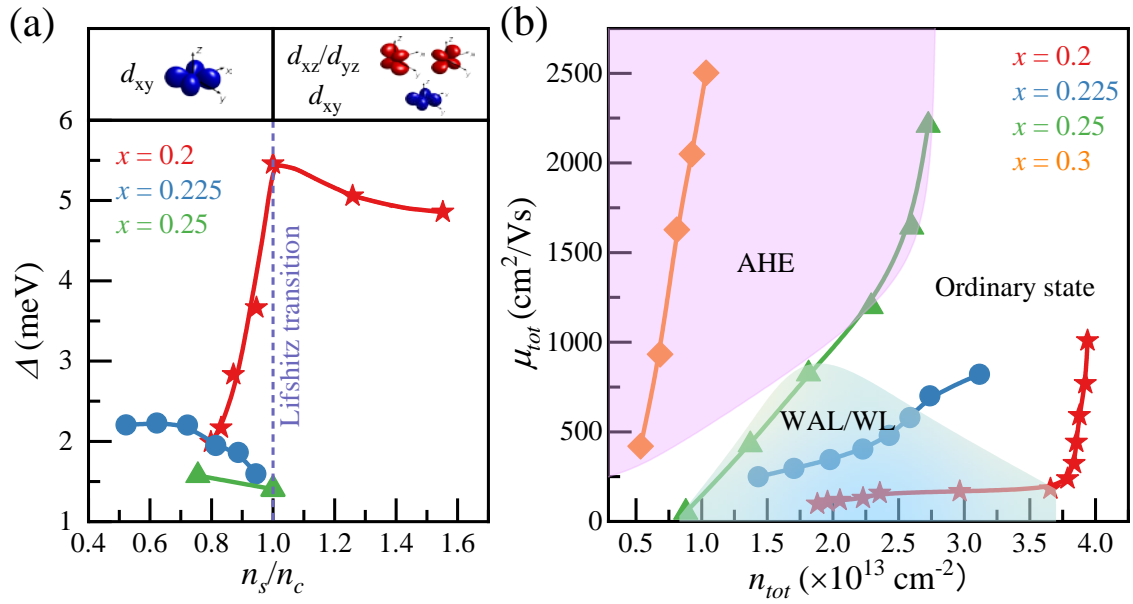 (a)
d_xy
z
x
y
d_xz/d_yz
d_xy
6
5
4
3
2
1
Δ (meV)
x = 0.2
x = 0.225
x = 0.25
Lifshitz transition
0.4 0.6 0.8 1.0 1.2 1.4 1.6
n_s/n_c
(b)
2500
2000
1500
1000
500
0
μ_tot (cm²/Vs)
x = 0.2
x = 0.225
x = 0.25
x = 0.3
AHE
Ordinary state
WAL/WL
0.5 1.0 1.5 2.0 2.5 3.0 3.5 4.0
n_tot (×10¹³ cm⁻²)